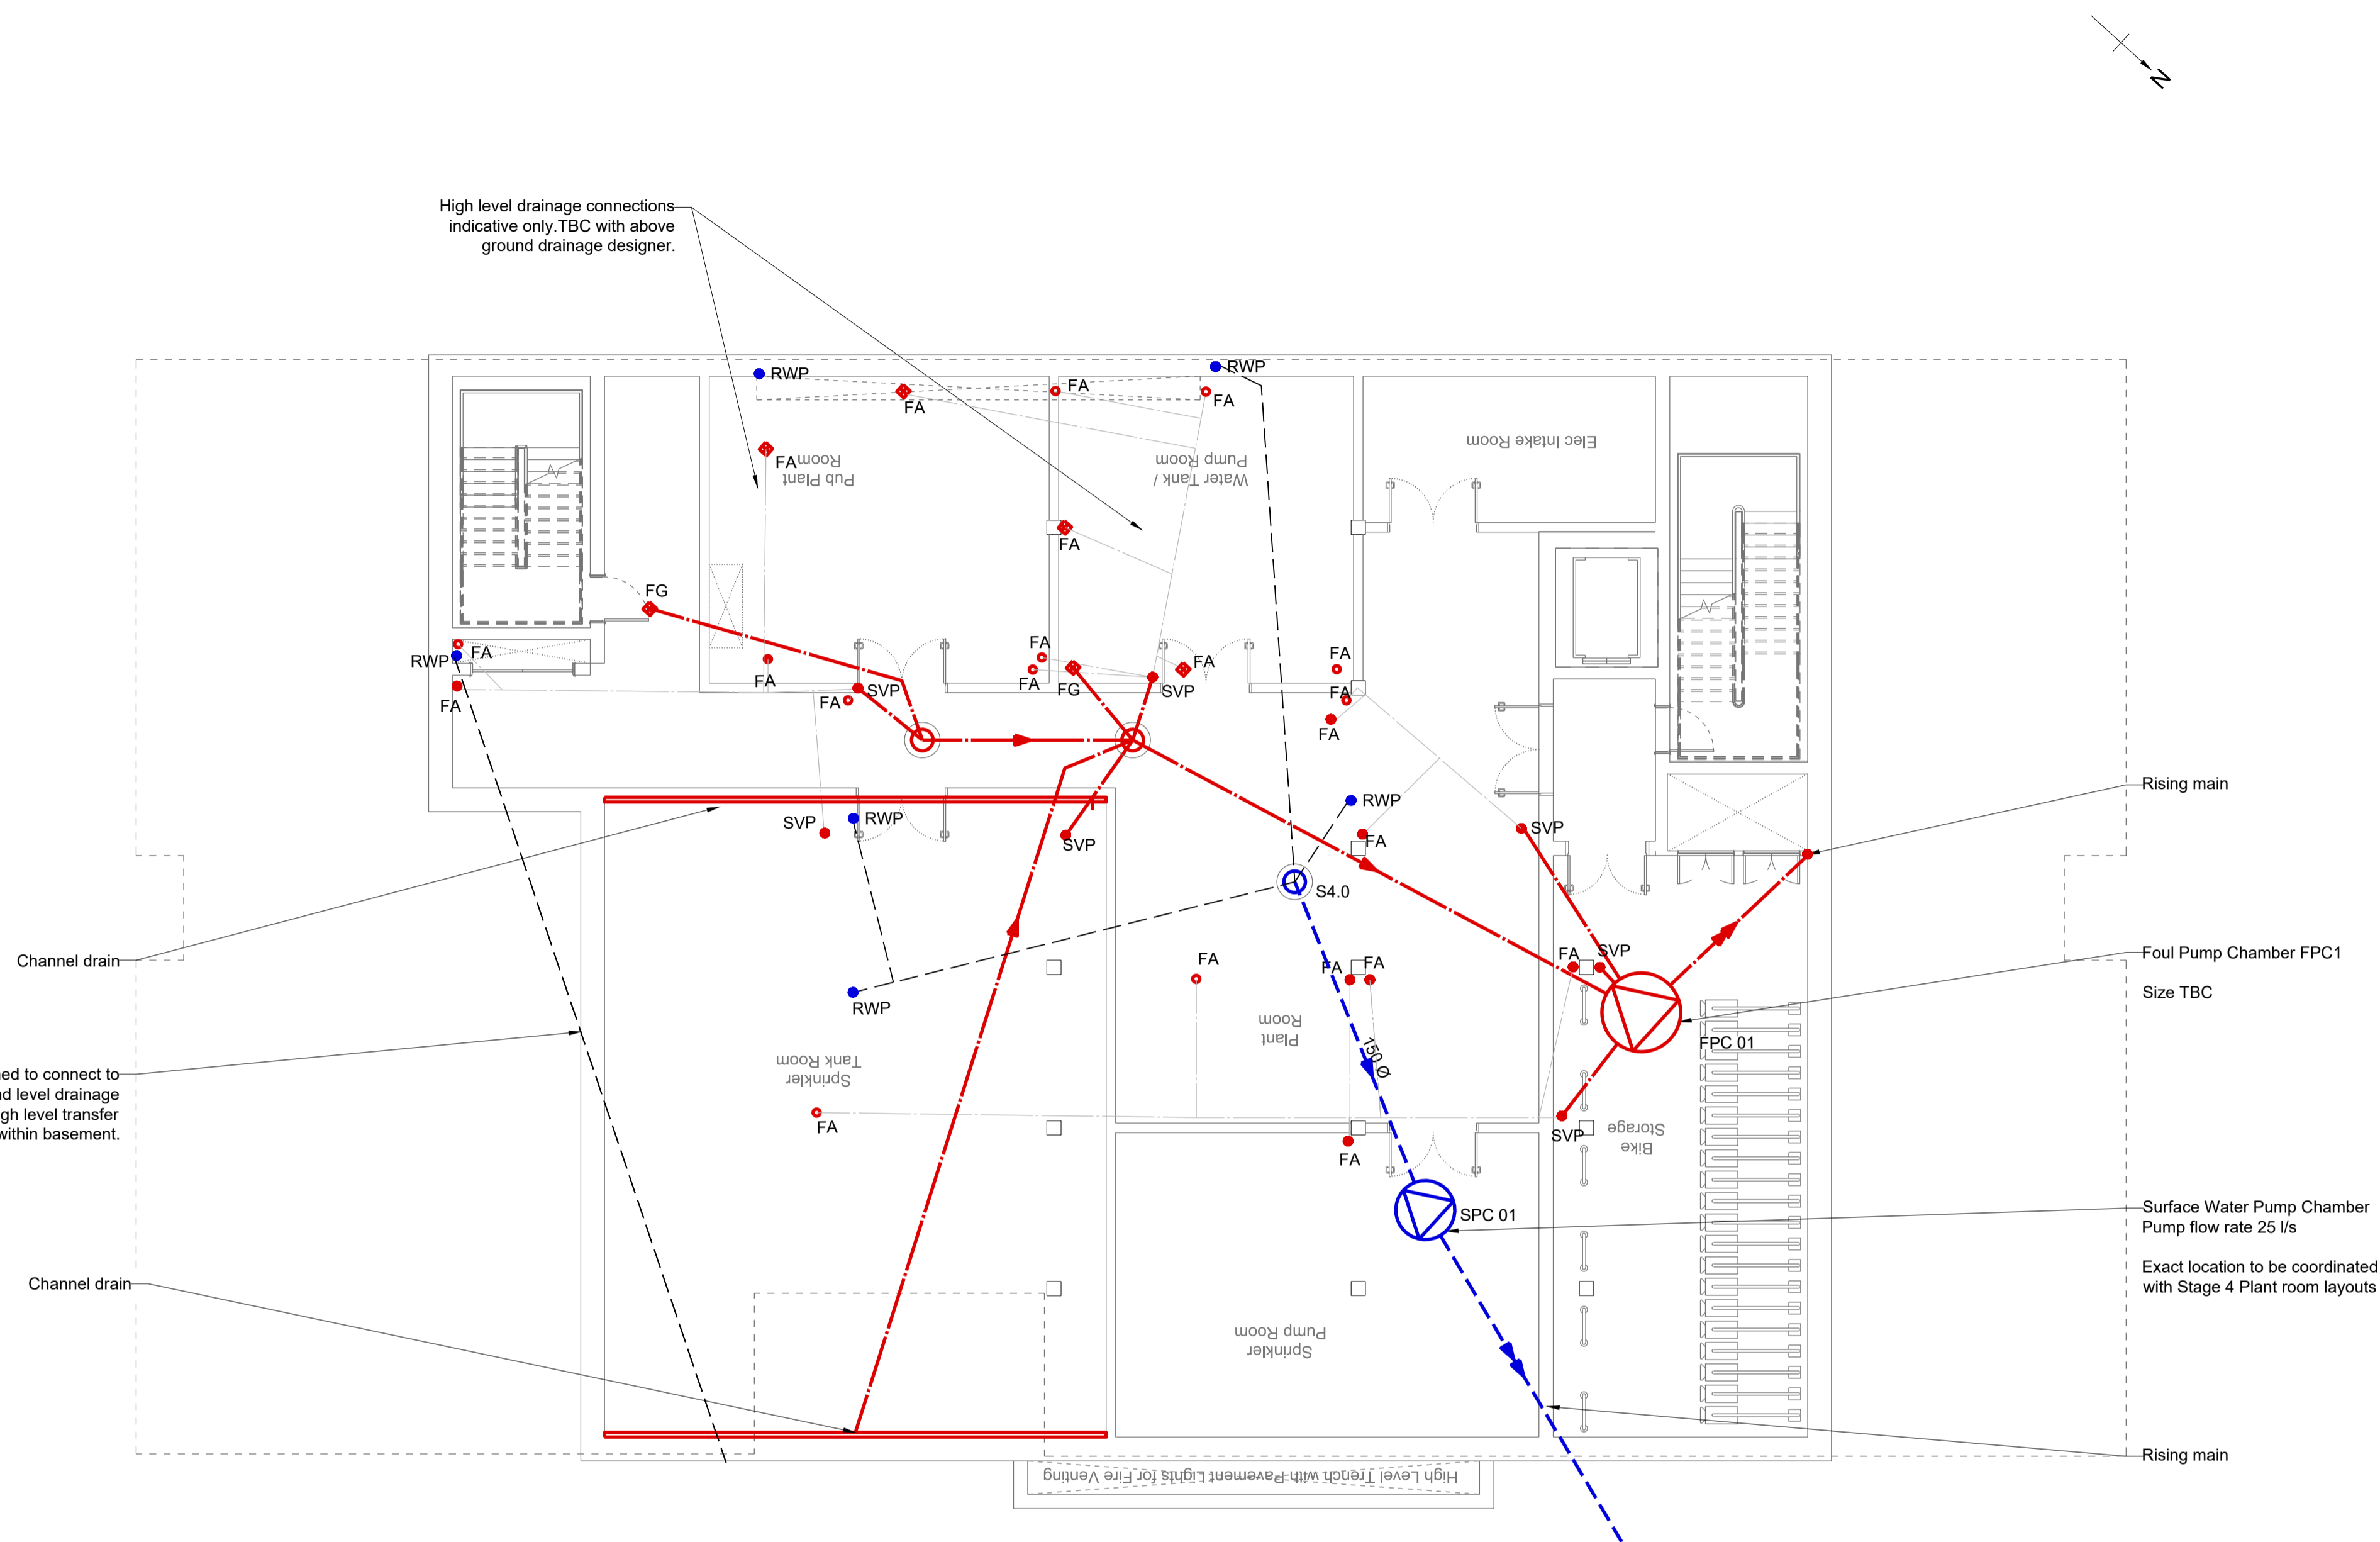 N
High level drainage connections
indicative only.TBC with above
ground drainage designer.
RWP
RWP
FA
FA
FA
FA
Pub Plant
Room
Water Tank /
Pump Room
Elec Intake Room
FA
FG
RWP
FA
FA
FA
SVP
FA
FA
FA
FG
SVP
FA
FA
FA
FA
Rising main
SVP
RWP
SVP
RWP
FA
SVP
S4.0
Channel drain
RWP
FA
FA
FA
FA
SVP
Foul Pump Chamber FPC1
Size TBC
FPC 01
Plant
Room
150 Ø
Sprinkler
Tank Room
ed to connect to
d level drainage
gh level transfer
within basement.
FA
FA
SVP
Bike
Storage
SPC 01
Surface Water Pump Chamber
Pump flow rate 25 l/s
Exact location to be coordinated
with Stage 4 Plant room layouts
Channel drain
Sprinkler
Pump Room
Rising main
High Level Trench with Pavement Lights for Fire Venting